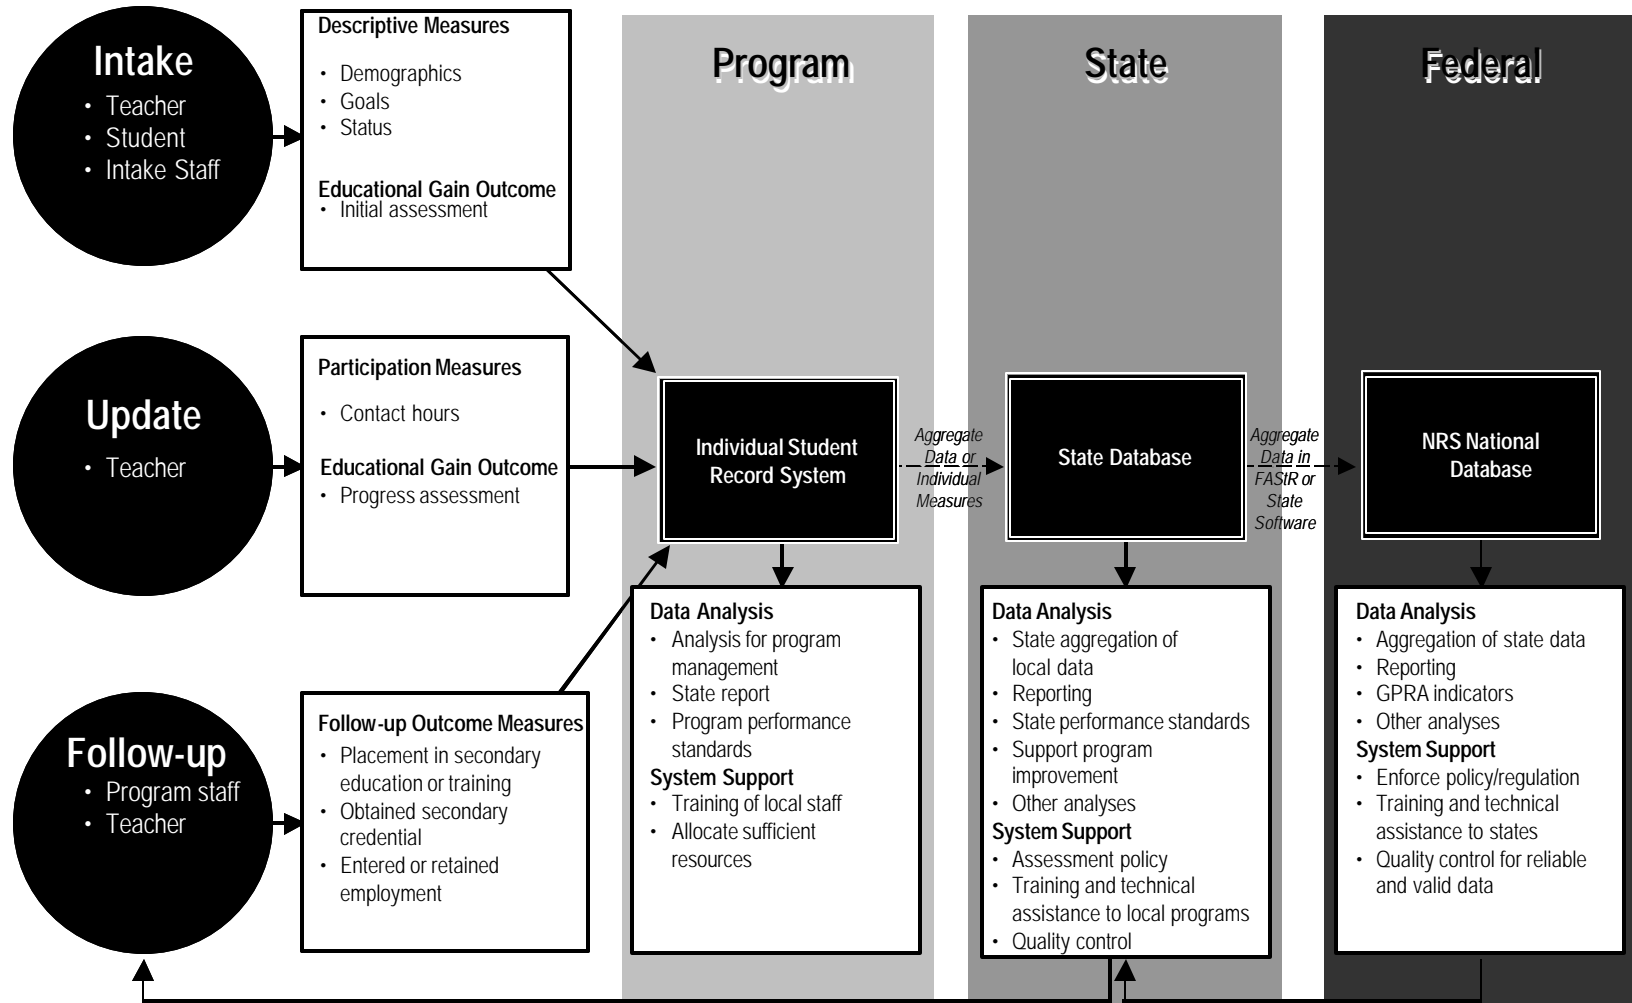 Intake
• Teacher
• Student
• Intake Staff
Descriptive Measures
• Demographics
• Goals
• Status
Educational Gain Outcome
• Initial assessment
Update
• Teacher
Participation Measures
• Contact hours
Educational Gain Outcome
• Progress assessment
Follow-up
• Program staff
• Teacher
Follow-up Outcome Measures
• Placement in secondary
education or training
• Obtained secondary
credential
• Entered or retained
employment
Program
Individual Student
Record System
Data Analysis
• Analysis for program
management
• State report
• Program performance
standards
System Support
• Training of local staff
• Allocate sufficient
resources
Aggregate
Data or
Individual
Measures
State
State Database
Data Analysis
• State aggregation of
local data
• Reporting
• State performance standards
• Support program
improvement
• Other analyses
System Support
• Assessment policy
• Training and technical
assistance to local programs
• Quality control
Aggregate
Data in
FAStR or
State
Software
Federal
NRS National
Database
Data Analysis
• Aggregation of state data
• Reporting
• GPRA indicators
• Other analyses
System Support
• Enforce policy/regulation
• Training and technical
assistance to states
• Quality control for reliable
and valid data